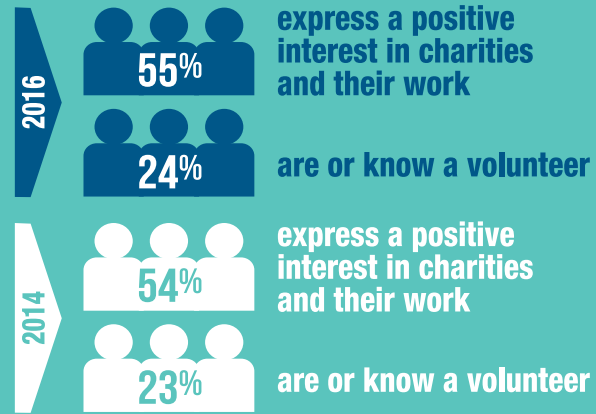 2016
55%
express a positive
interest in charities
and their work
24%
are or know a volunteer
2014
54%
express a positive
interest in charities
and their work
23%
are or know a volunteer